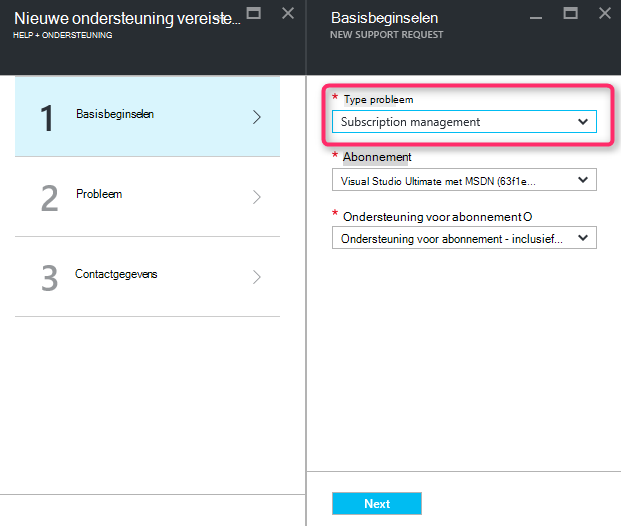 Nieuwe ondersteuning vereiste...
HELP + ONDERSTEUNING
1 Basisbeginselen
2 Probleem
3 Contactgegevens
Basisbeginselen
NEW SUPPORT REQUEST
* Type probleem
Subscription management
* Abonnement
Visual Studio Ultimate met MSDN (63f1e...
* Ondersteuning voor abonnement O
Ondersteuning voor abonnement - inclusief...
Next